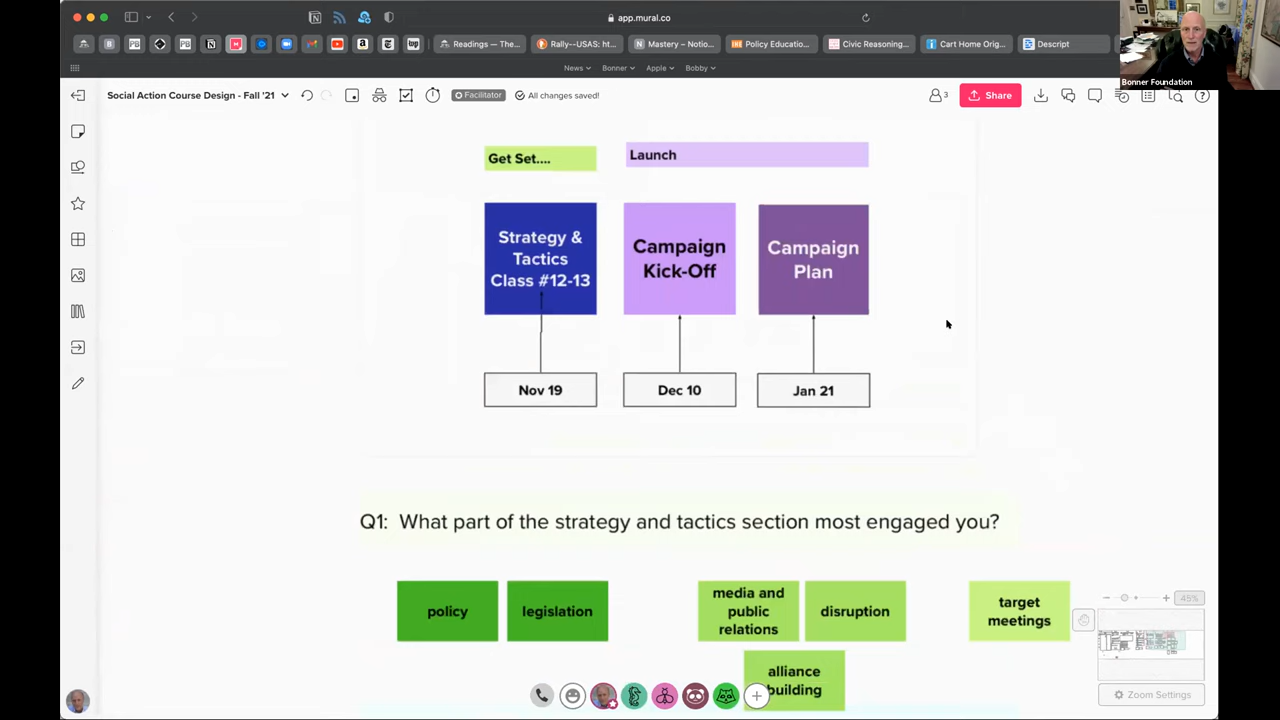 app.mural.co
Readings — The...
Rally--USAS: ht...
Mastery – Notio...
Policy Educatio...
Civic Reasoning...
Cart Home Orig...
Descript
News
Bonner
Apple
Bobby
Bonner Foundation
Social Action Course Design - Fall '21
Facilitator
All changes saved!
3
Share
Get Set....
Launch
Strategy &
Tactics
Class #12-13
Campaign
Kick-Off
Campaign
Plan
Nov 19
Dec 10
Jan 21
Q1: What part of the strategy and tactics section most engaged you?
policy
legislation
media and
public
relations
disruption
target
meetings
alliance
building
45%
Zoom Settings